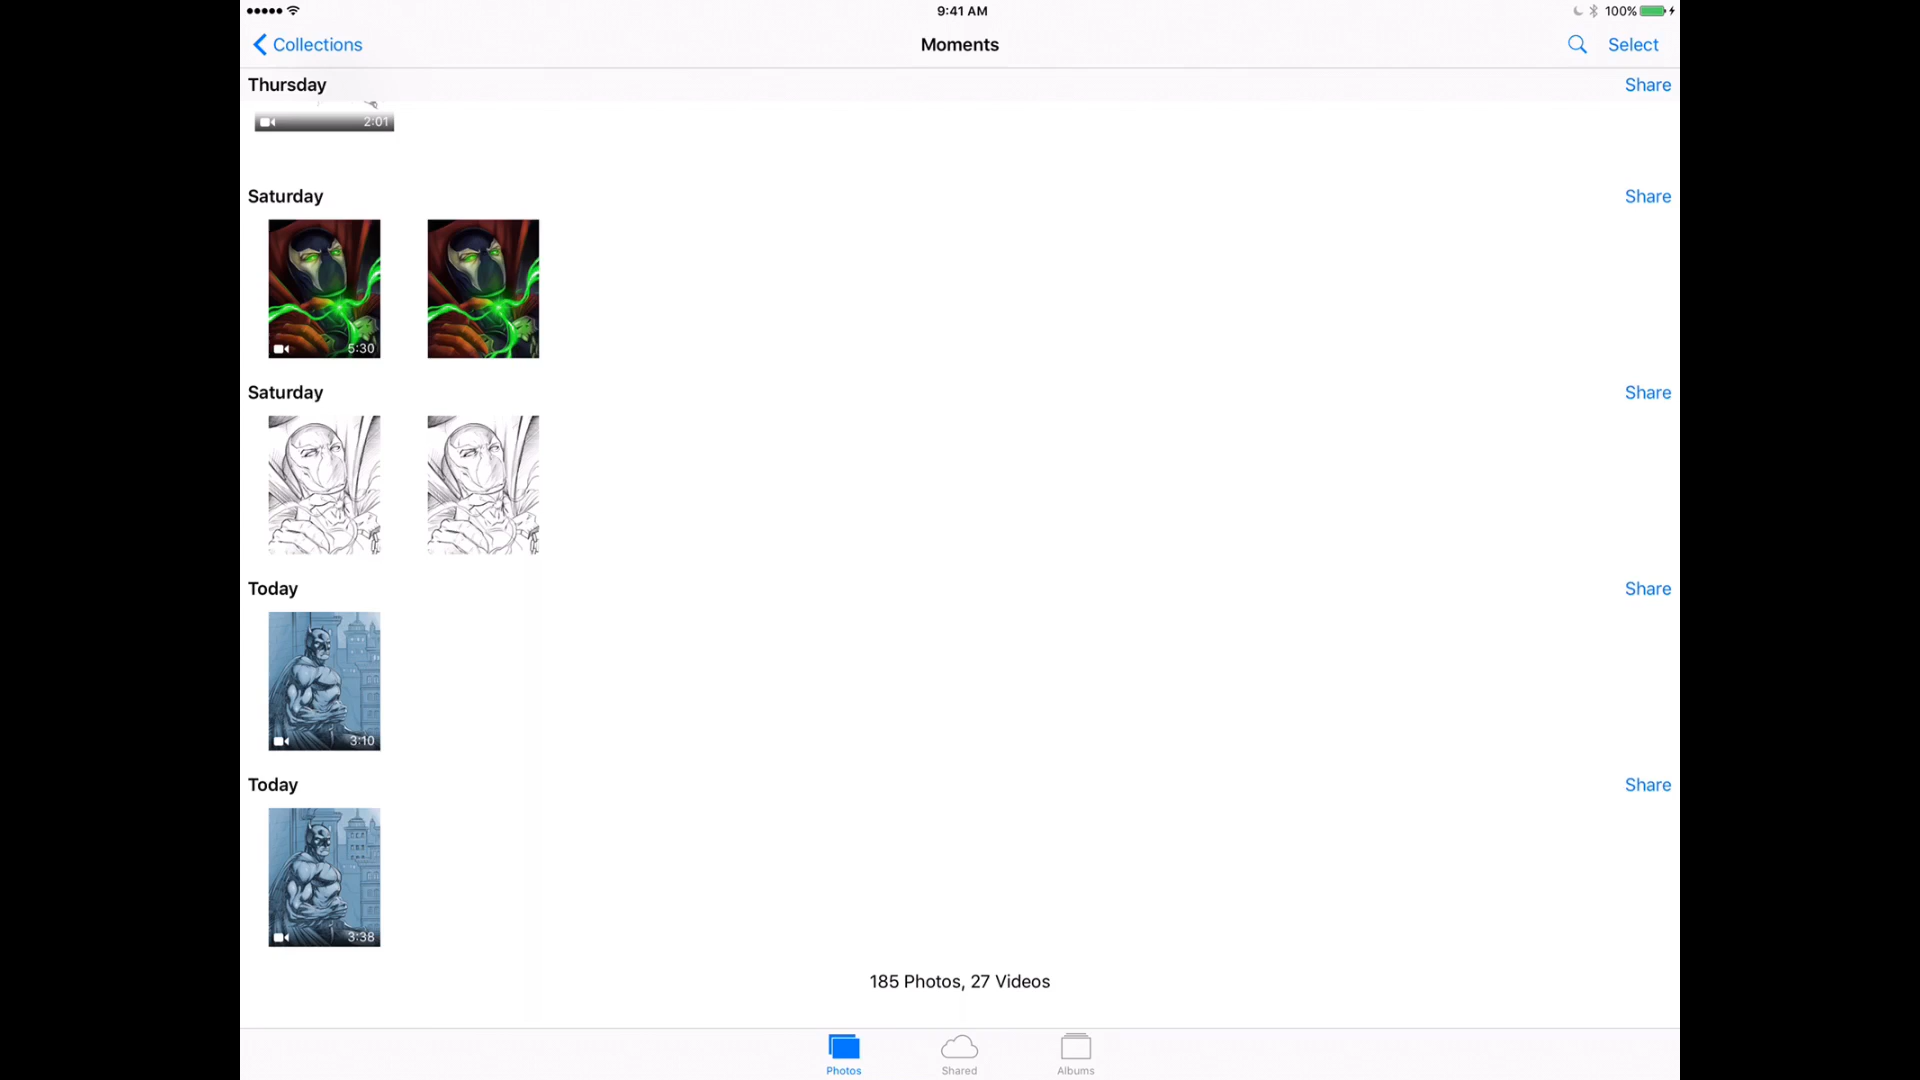 9:41 AM
100%
Collections
Moments
Select
Thursday
Share
2:01
Saturday
Share
5:30
Saturday
Share
Today
Share
3:10
Today
Share
3:38
185 Photos, 27 Videos
Photos
Shared
Albums